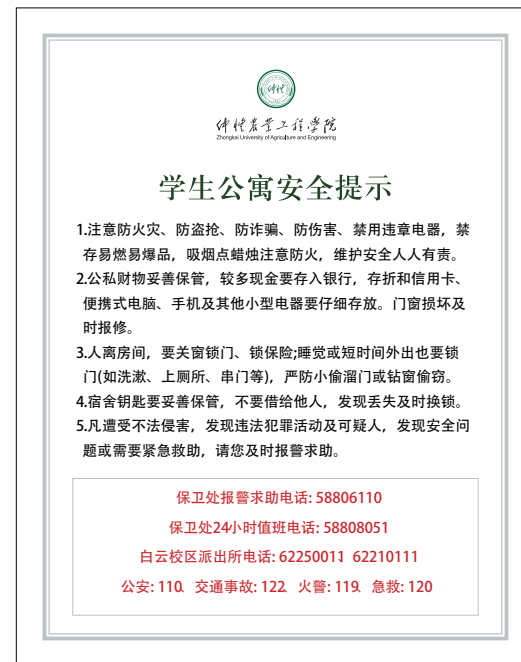 仲恺
仲恺农业工程学院
Zhongkai University of Agriculture and Engineering
学生公寓安全提示
1.注意防火灾、防盗抢、防诈骗、防伤害、禁用违章电器，禁
存易燃易爆品，吸烟点蜡烛注意防火，维护安全人人有责。
2.公私财物妥善保管，较多现金要存入银行，存折和信用卡、
便携式电脑、手机及其他小型电器要仔细存放。门窗损坏及
时报修。
3.人离房间，要关窗锁门、锁保险;睡觉或短时间外出也要锁
门(如洗漱、上厕所、串门等)，严防小偷溜门或钻窗偷窃。
4.宿舍钥匙要妥善保管，不要借给他人，发现丢失及时换锁。
5.凡遭受不法侵害，发现违法犯罪活动及可疑人，发现安全问
题或需要紧急救助，请您及时报警求助。
保卫处报警求助电话: 58806110
保卫处24小时值班电话: 58808051
白云校区派出所电话: 62250011、62210111
公安: 110、交通事故: 122、火警: 119、急救: 120